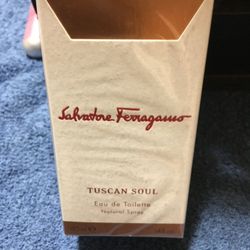 Salvatore Ferragamo
TUSCAN SOUL
Eau de Toilette
Natural Spray